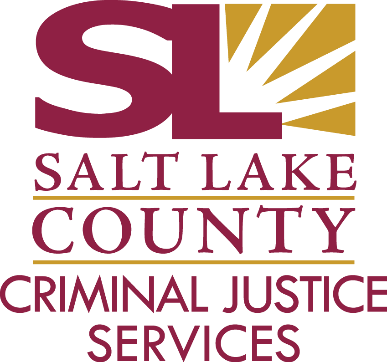 SL
SALT LAKE
COUNTY
CRIMINAL JUSTICE
SERVICES